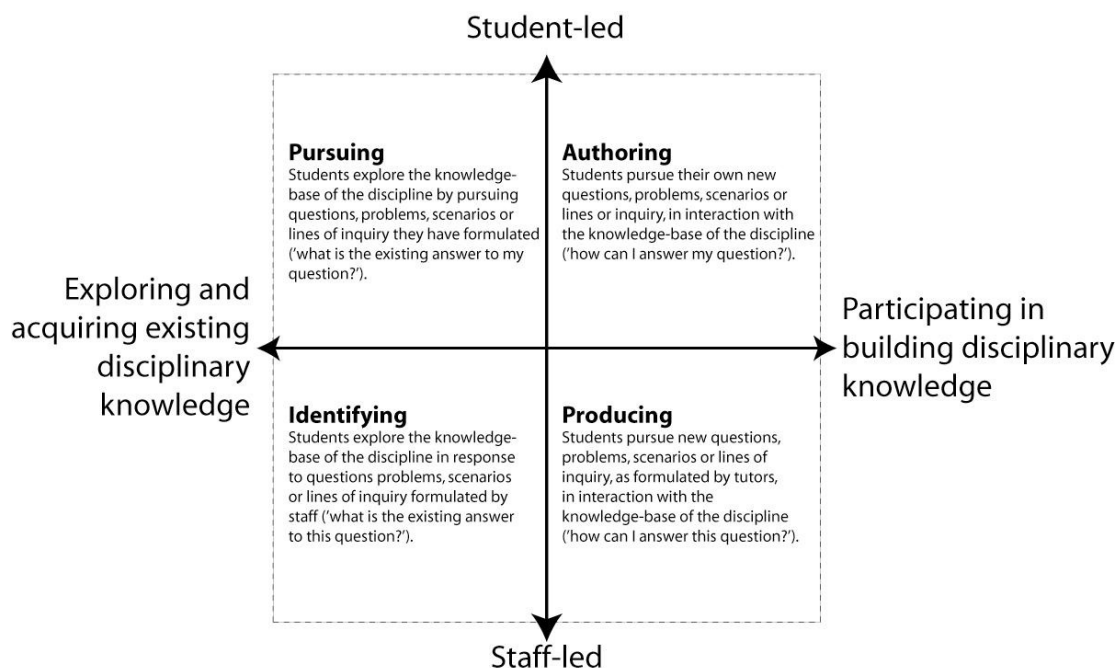 Student-led
Pursuing
Students explore the knowledge-
base of the discipline by pursuing
questions, problems, scenarios or
lines of inquiry they have formulated
('what is the existing answer to my
question?').
Authoring
Students pursue their own new
questions, problems, scenarios or
lines or inquiry, in interaction with
the knowledge-base of the discipline
('how can I answer my question?').
Exploring and
acquiring existing
disciplinary
knowledge
Participating in
building disciplinary
knowledge
Identifying
Students explore the knowledge-
base of the discipline in response
to questions problems, scenarios
or lines of inquiry formulated by
staff ('what is the existing answer
to this question?').
Producing
Students pursue new questions,
problems, scenarios or lines of
inquiry, as formulated by tutors,
in interaction with the
knowledge-base of the discipline
('how can I answer this question?').
Staff-led